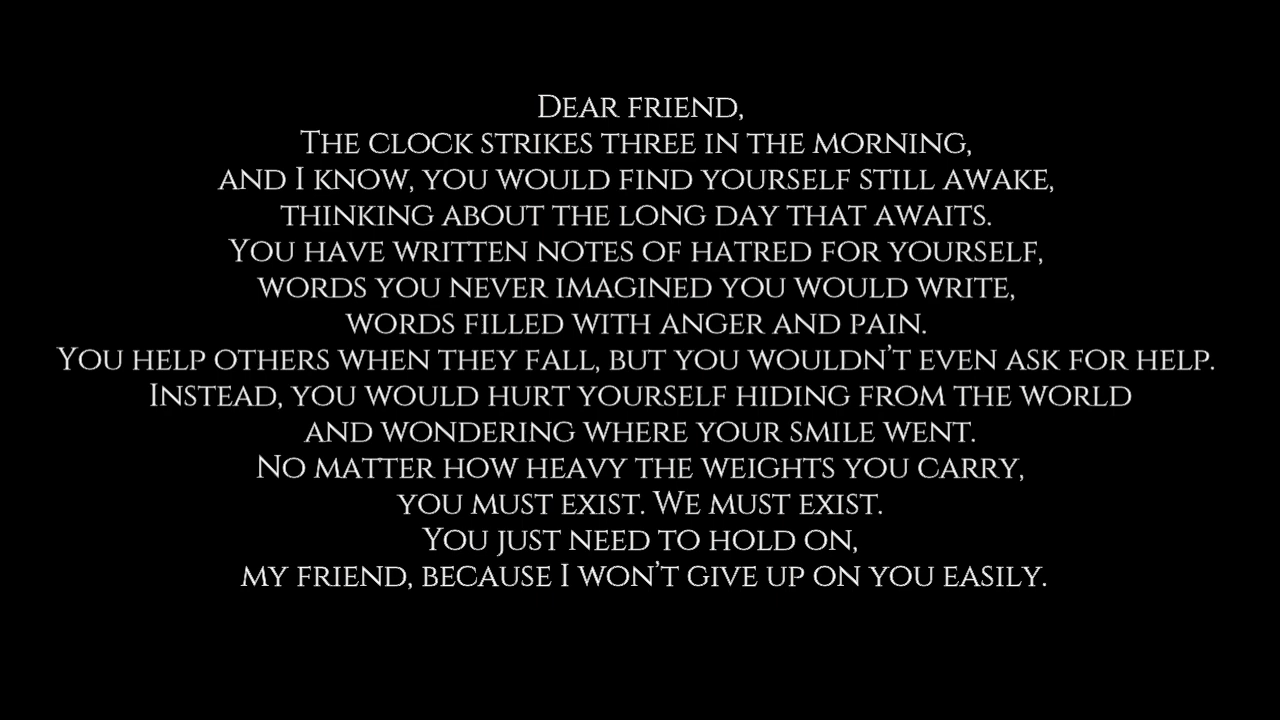 Dear friend,
The clock strikes three in the morning,
and I know, you would find yourself still awake,
thinking about the long day that awaits.
You have written notes of hatred for yourself,
words you never imagined you would write,
words filled with anger and pain.
You help others when they fall, but you wouldn't even ask for help.
Instead, you would hurt yourself hiding from the world
and wondering where your smile went.
No matter how heavy the weights you carry,
you must exist. We must exist.
You just need to hold on,
my friend, because I won't give up on you easily.